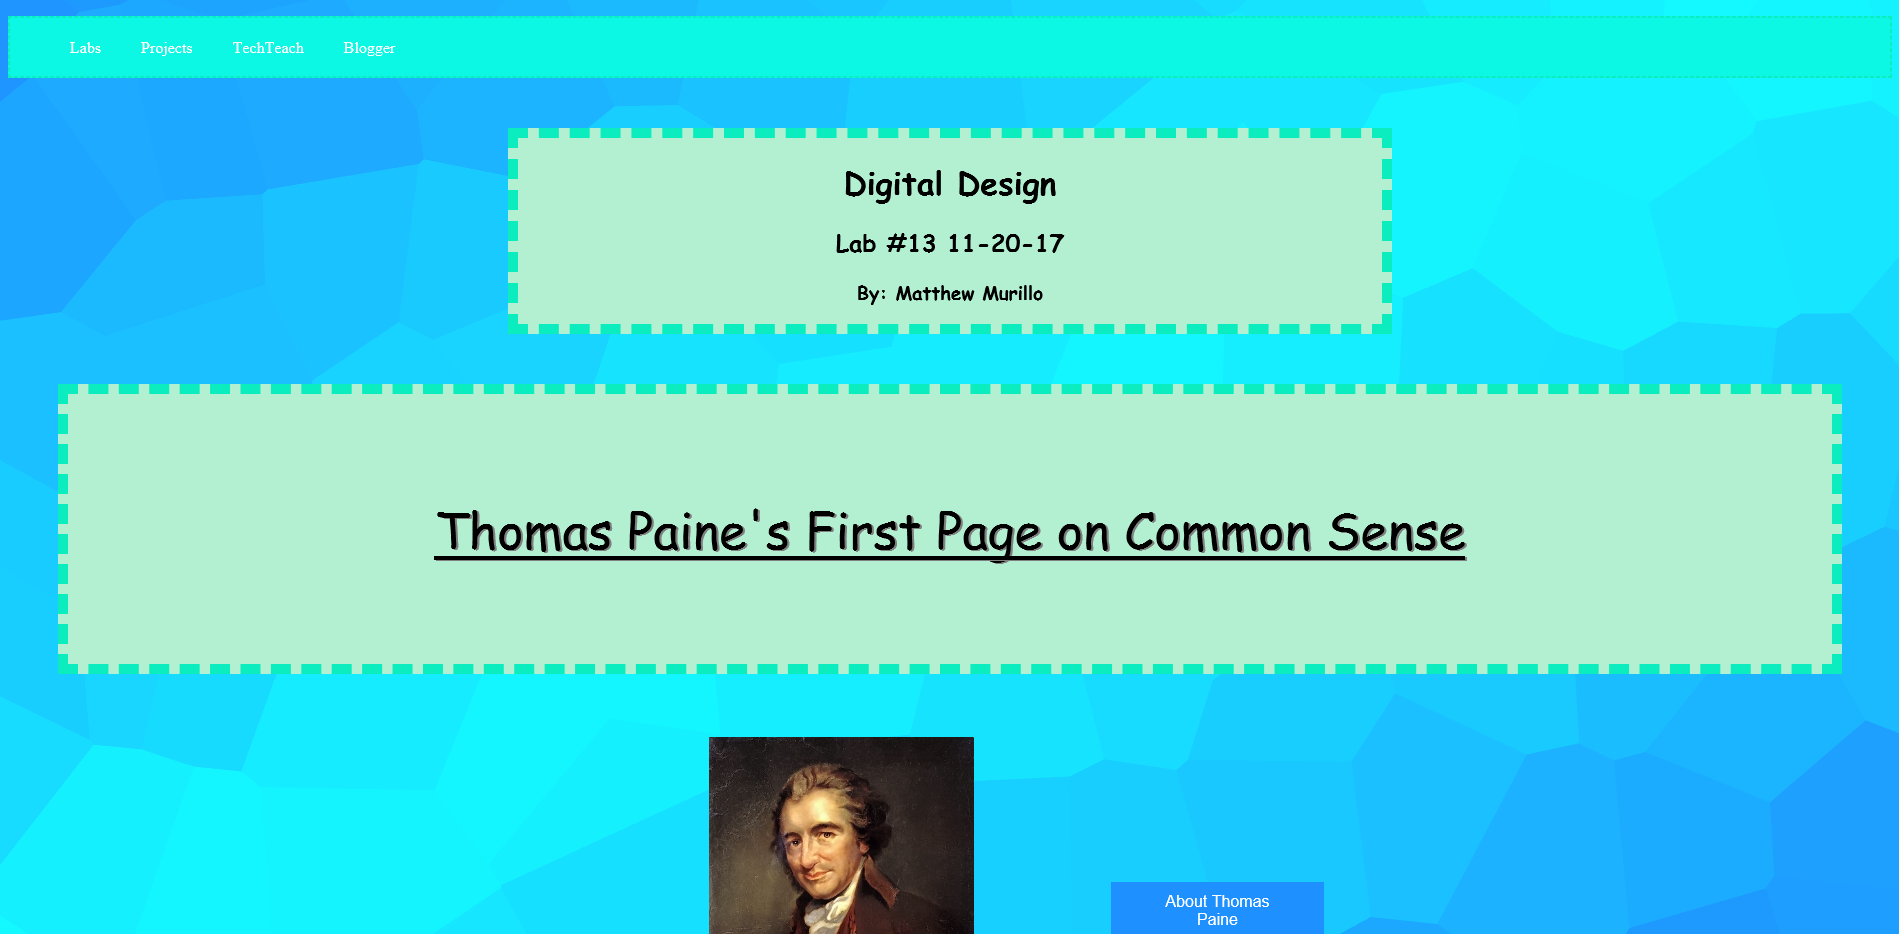 Labs Projects TechTeach Blogger
Digital Design
Lab #13 11-20-17
By: Matthew Murillo
Thomas Paine's First Page on Common Sense
About Thomas
Paine